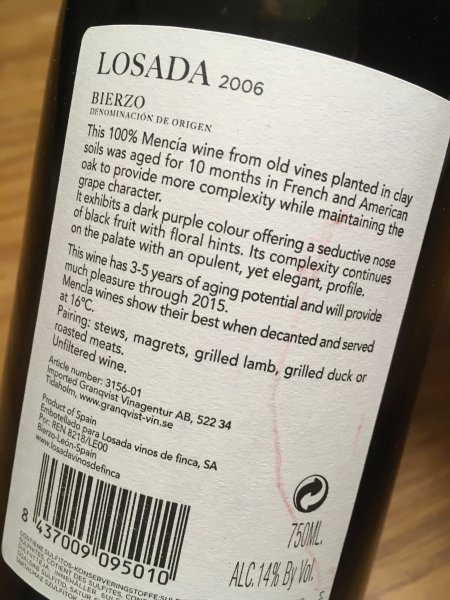 LOSADA 2006
BIERZO
DENOMINACIÓN DE ORIGEN
This 100% Mencía wine from old vines planted in clay
soils was aged for 10 months in French and American
oak to provide more complexity while maintaining the
grape character.
It exhibits a dark purple colour offering a seductive nose
of black fruit with floral hints. Its complexity continues
on the palate with an opulent, yet elegant, profile.
This wine has 3-5 years of aging potential and will provide
much pleasure through 2015.
Mencía wines show their best when decanted and served
at 16°C.
Pairing: stews, magrets, grilled lamb, grilled duck or
roasted meats.
Unfiltered wine.
Article number: 3156-01
Imported Granqvist Vinagentur AB, 522 34
Tidaholm, www.granqvist-vin.se
Product of Spain
Embotellado para Losada vinos de finca, SA
Por: REN 8218/LE00
Bierzo-León-Spain
www.losadavinosdefinca
8 437009 095010
750ML.
ALC. 14% By Vol.
CONTIENE SULFITOS-KONSERVERINGSSTOFFE:
SULFITES, CONTIENE